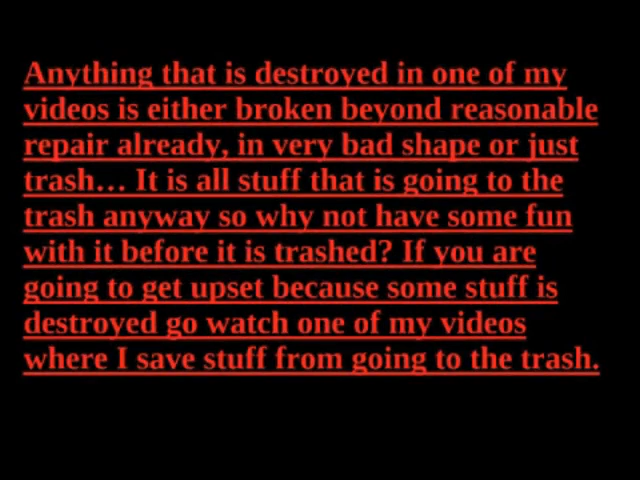 Anything that is destroyed in one of my
videos is either broken beyond reasonable
repair already, in very bad shape or just
trash… It is all stuff that is going to the
trash anyway so why not have some fun
with it before it is trashed? If you are
going to get upset because some stuff is
destroyed go watch one of my videos
where I save stuff from going to the trash.